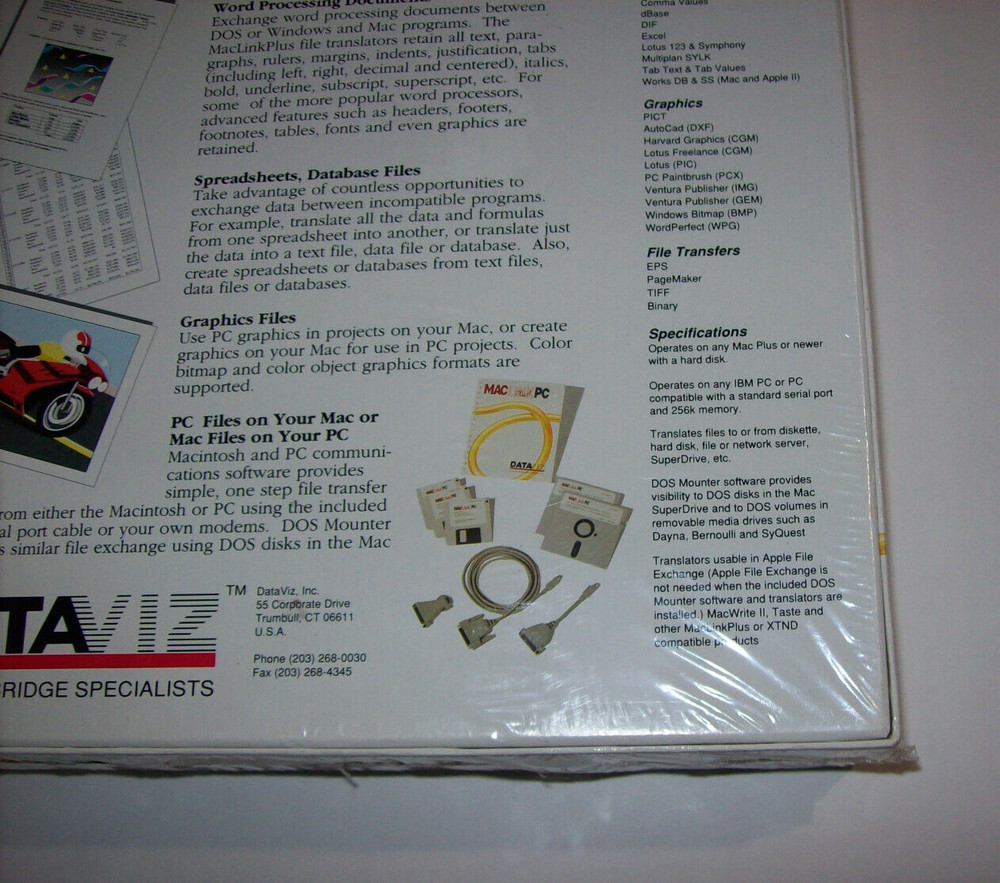 Word Processing
Exchange word processing documents between
DOS or Windows and Mac programs. The
MacLinkPlus file translators retain all text, para-
graphs, rulers, margins, indents, justification, tabs
(including left, right, decimal and centered), italics,
bold, underline, subscript, superscript, etc. For
some of the more popular word processors,
advanced features such as headers, footers,
footnotes, tables, fonts and even graphics are
retained.
Spreadsheets, Database Files
Take advantage of countless opportunities to
exchange data between incompatible programs.
For example, translate all the data and formulas
from one spreadsheet into another, or translate just
the data into a text file, data file or database. Also,
create spreadsheets or databases from text files,
data files or databases.
Graphics Files
Use PC graphics in projects on your Mac, or create
graphics on your Mac for use in PC projects. Color
bitmap and color object graphics formats are
supported.
PC Files on Your Mac or
Mac Files on Your PC
Macintosh and PC communi-
cations software provides
simple, one step file transfer
rom either the Macintosh or PC using the included
al port cable or your own modems. DOS Mounter
s similar file exchange using DOS disks in the Mac
MAC LINK PC
DATAVIZ
TAVIZ TM
RIDGE SPECIALISTS
DataViz, Inc.
55 Corporate Drive
Trumbull, CT 06611
U.S.A.
Phone (203) 268-0030
Fax (203) 268-4345
Comma Values
dBase
DIF
Excel
Lotus 123 & Symphony
Multiplan SYLK
Tab Text & Tab Values
Works DB & SS (Mac and Apple II)
Graphics
PICT
AutoCad (DXF)
Harvard Graphics (CGM)
Lotus Freelance (CGM)
Lotus (PIC)
PC Paintbrush (PCX)
Ventura Publisher (IMG)
Ventura Publisher (GEM)
Windows Bitmap (BMP)
WordPerfect (WPG)
File Transfers
EPS
PageMaker
TIFF
Binary
Specifications
Operates on any Mac Plus or newer
with a hard disk.
Operates on any IBM PC or PC
compatible with a standard serial port
and 256k memory.
Translates files to or from diskette,
hard disk, file or network server,
SuperDrive, etc.
DOS Mounter software provides
visibility to DOS disks in the Mac
SuperDrive and to DOS volumes in
removable media drives such as
Dayna, Bernoulli and SyQuest
Translators usable in Apple File
Exchange (Apple File Exchange is
not needed when the included DOS
Mounter software and translators are
installed.) MacWrite II, Taste and
other MacLinkPlus or XTND
compatible products